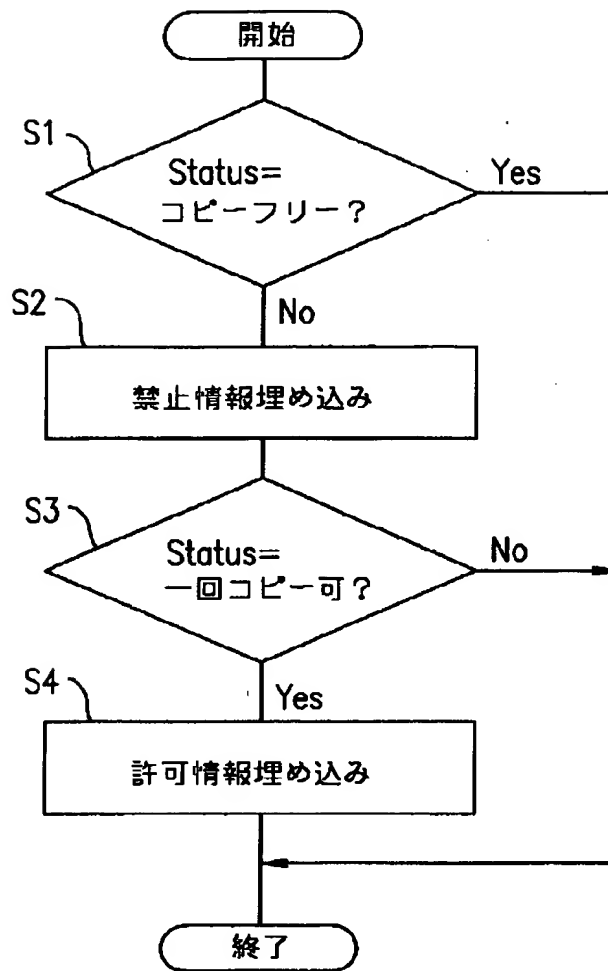 開始
S1
Status=
コピーフリー?
Yes
No
S2
禁止情報埋め込み
S3
Status=
一回コピー可?
No
Yes
S4
許可情報埋め込み
終了